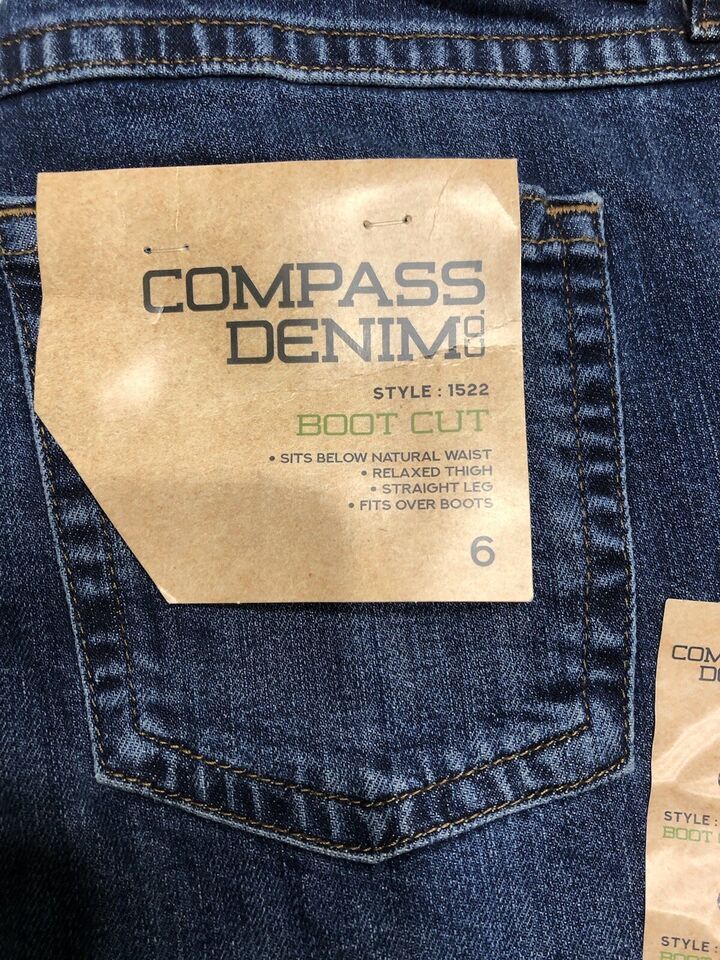 COMPASS
DENIM CO.
STYLE : 1522
BOOT CUT
• SITS BELOW NATURAL WAIST
• RELAXED THIGH
• STRAIGHT LEG
• FITS OVER BOOTS
6
STYLE :
BOOT
STYLE :